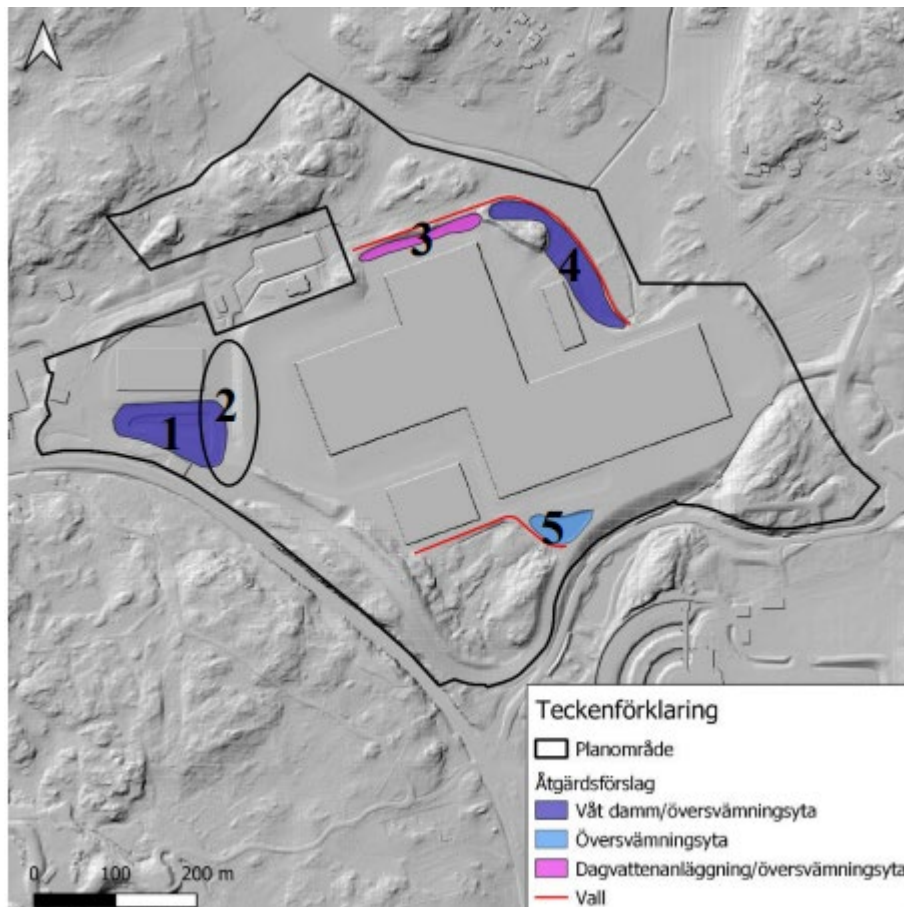 3
4
2
1
5
Teckenförklaring
Planområde
Åtgärdsförslag
Våt damm/översvämningsyta
Översvämningsyta
Dagvattenanläggning/översvämningsyta
Vall
0 100 200 m